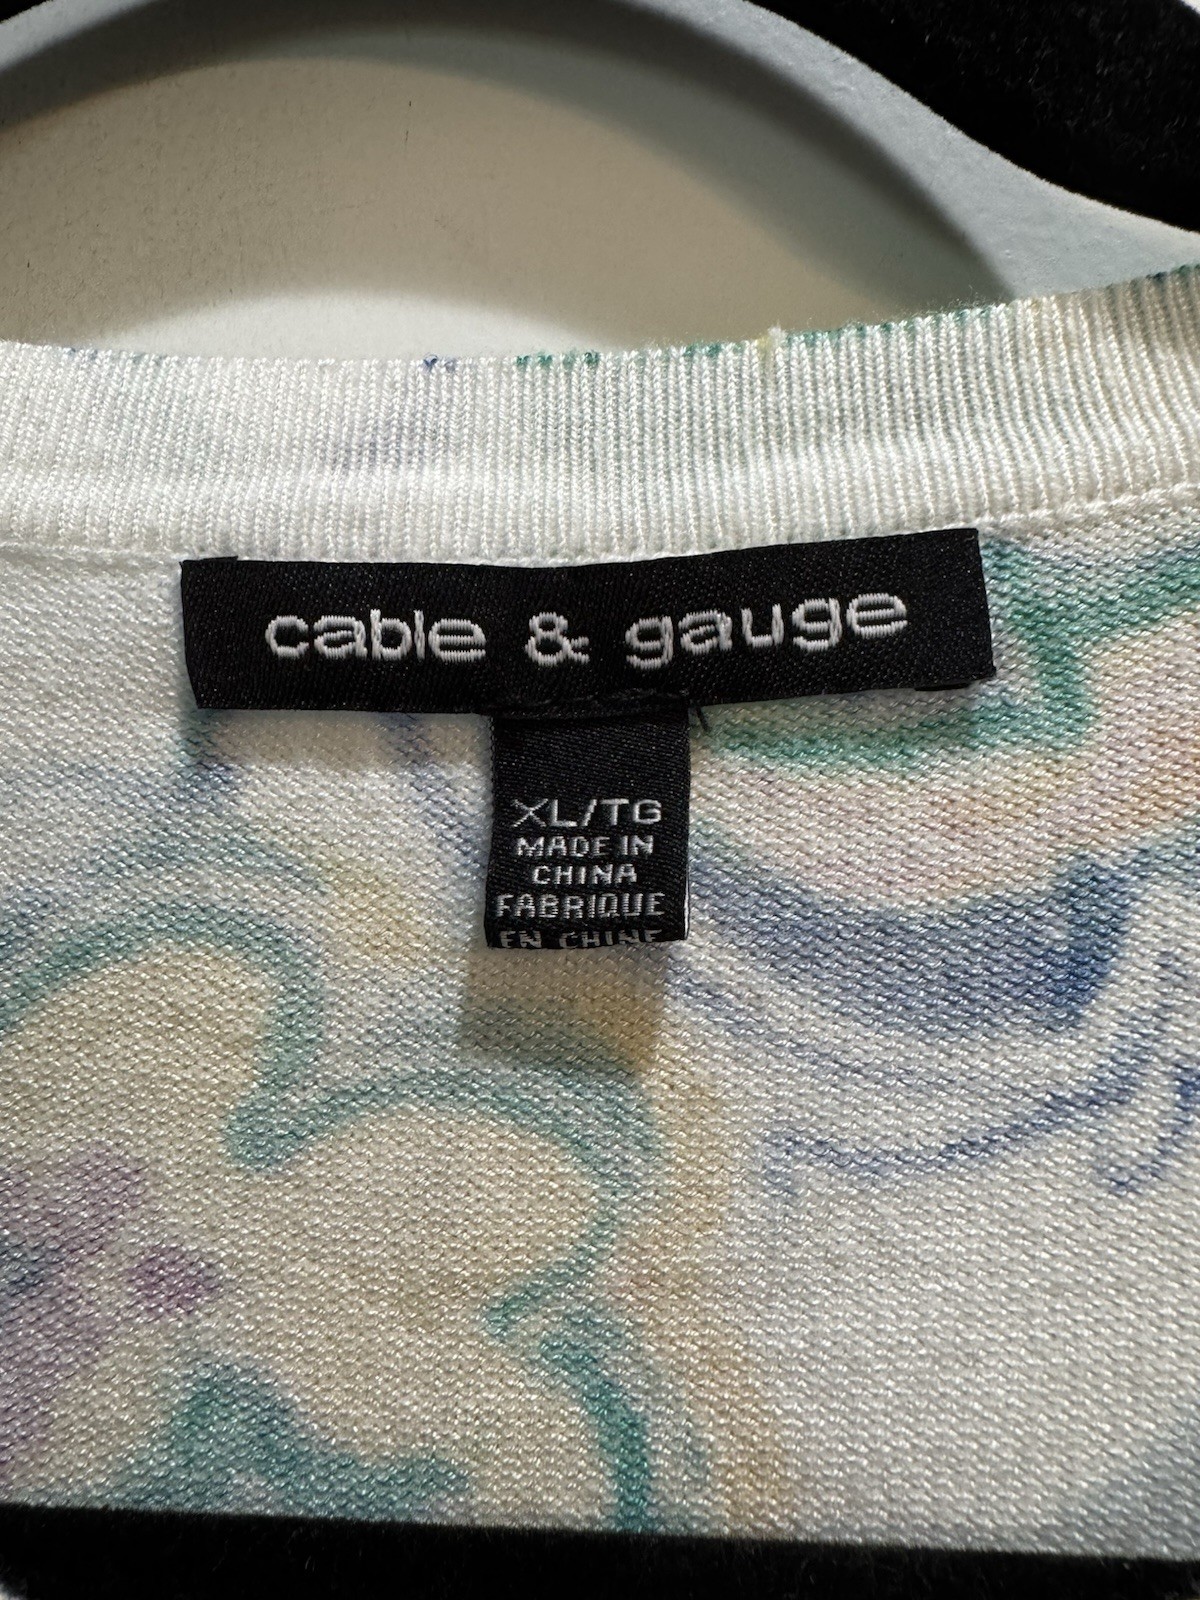 cable & gauge
XL/TG
MADE IN
CHINA
FABRIQUE
EN CHINE